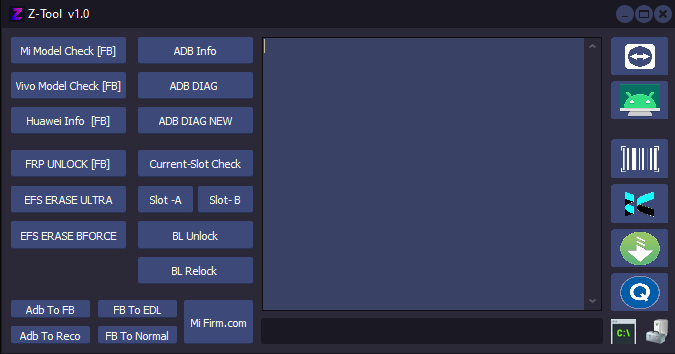 Z-Tool v1.0
Mi Model Check [FB]
ADB Info
Vivo Model Check [FB]
ADB DIAG
Huawei Info [FB]
ADB DIAG NEW
FRP UNLOCK [FB]
Current-Slot Check
EFS ERASE ULTRA
Slot -A
Slot- B
EFS ERASE BFORCE
BL Unlock
BL Relock
Adb To FB
FB To EDL
Mi Firm.com
Adb To Reco
FB To Normal
Q
C:\